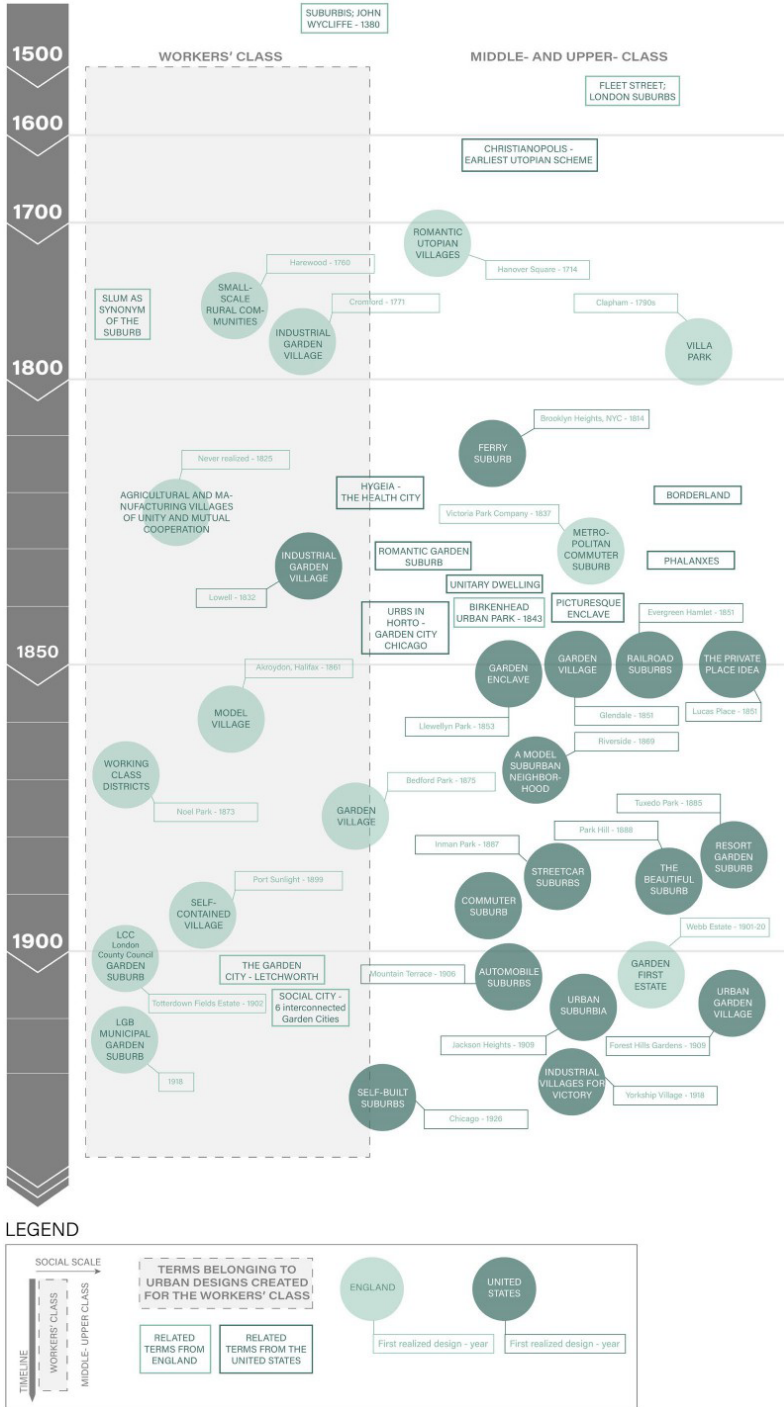 SUBURBIS; JOHN
WYCLIFFE - 1380
WORKERS' CLASS
MIDDLE- AND UPPER- CLASS
1500
FLEET STREET;
LONDON SUBURBS
1600
CHRISTIANOPOLIS -
EARLIEST UTOPIAN SCHEME
1700
ROMANTIC
UTOPIAN
VILLAGES
Harewood - 1760
Hanover Square - 1714
SLUM AS
SYNONYM
OF THE
SUBURB
SMALL-
SCALE
RURAL COM-
MUNITIES
Cromford - 1771
Clapham - 1790s
INDUSTRIAL
GARDEN
VILLAGE
VILLA
PARK
1800
Brooklyn Heights, NYC - 1814
FERRY
SUBURB
Never realized - 1825
HYGEIA -
THE HEALTH CITY
BORDERLAND
AGRICULTURAL AND MA-
NUFACTURING VILLAGES
OF UNITY AND MUTUAL
COOPERATION
Victoria Park Company - 1837
METRO-
POLITAN
COMMUTER
SUBURB
INDUSTRIAL
GARDEN
VILLAGE
ROMANTIC GARDEN
SUBURB
PHALANXES
Lowell - 1832
UNITARY DWELLING
URBS IN
HORTO -
GARDEN CITY
CHICAGO
BIRKENHEAD
URBAN PARK - 1843
PICTURESQUE
ENCLAVE
Evergreen Hamlet - 1851
1850
Akroydon, Halifax - 1861
GARDEN
ENCLAVE
GARDEN
VILLAGE
RAILROAD
SUBURBS
THE PRIVATE
PLACE IDEA
MODEL
VILLAGE
Llewellyn Park - 1853
Glendale - 1851
Lucas Place - 1851
Riverside - 1869
WORKING
CLASS
DISTRICTS
Bedford Park - 1875
A MODEL
SUBURBAN
NEIGHBOR-
HOOD
Noel Park - 1873
GARDEN
VILLAGE
Tuxedo Park - 1885
Park Hill - 1888
Inman Park - 1887
RESORT
GARDEN
SUBURB
Port Sunlight - 1899
STREETCAR
SUBURBS
THE
BEAUTIFUL
SUBURB
SELF-
CONTAINED
VILLAGE
COMMUTER
SUBURB
Webb Estate - 1901-20
1900
LCC
London
County Council
GARDEN
SUBURB
THE GARDEN
CITY - LETCHWORTH
Mountain Terrace - 1906
AUTOMOBILE
SUBURBS
GARDEN
FIRST
ESTATE
Totterdown Fields Estate - 1902
SOCIAL CITY -
6 interconnected
Garden Cities
URBAN
SUBURBIA
URBAN
GARDEN
VILLAGE
LGB
MUNICIPAL
GARDEN
SUBURB
Jackson Heights - 1909
Forest Hills Gardens - 1909
1918
SELF-BUILT
SUBURBS
INDUSTRIAL
VILLAGES FOR
VICTORY
Yorkship Village - 1918
Chicago - 1926
LEGEND
SOCIAL SCALE
TIMELINE
WORKERS' CLASS
MIDDLE- UPPER CLASS
TERMS BELONGING TO
URBAN DESIGNS CREATED
FOR THE WORKERS' CLASS
RELATED
TERMS FROM
ENGLAND
RELATED
TERMS FROM THE
UNITED STATES
ENGLAND
First realized design - year
UNITED
STATES
First realized design - year